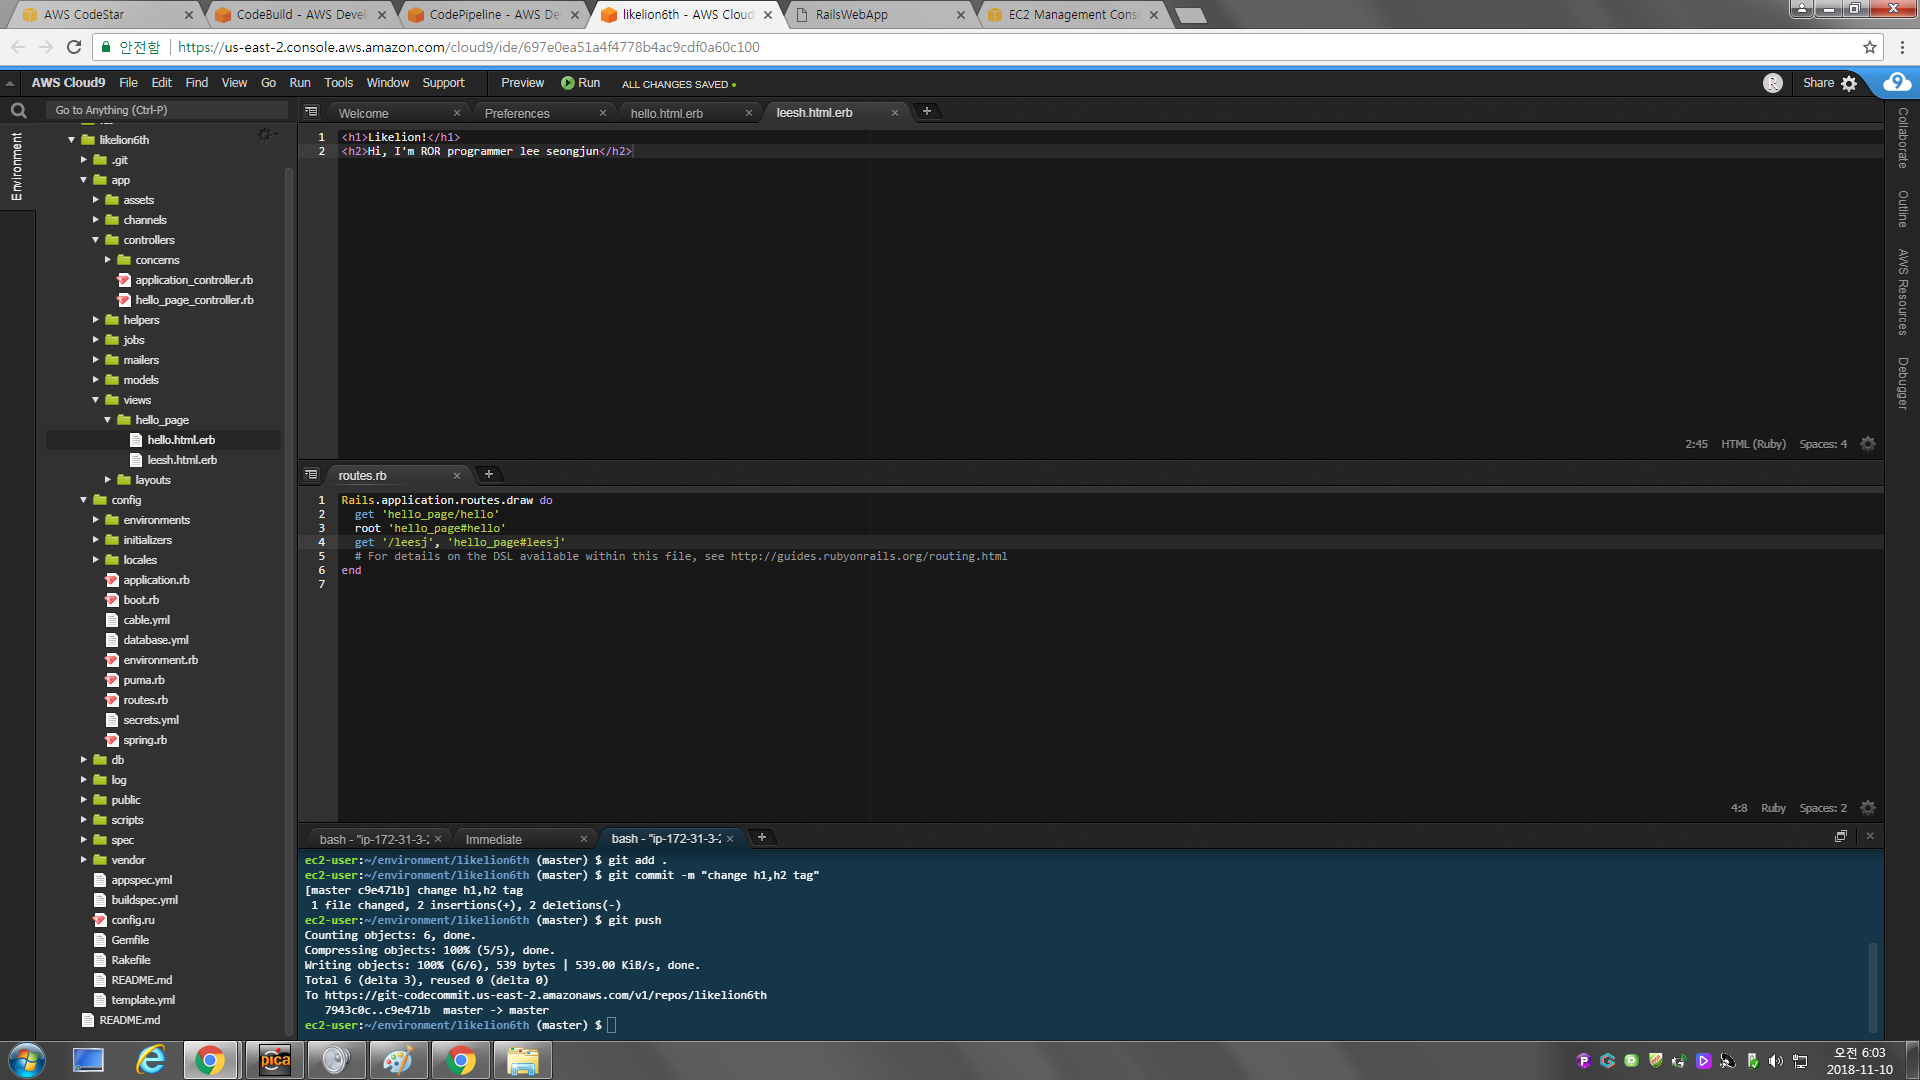 AWS CodeStar
CodeBuild - AWS Devel
CodePipeline - AWS De
likelion6th - AWS Cloud
RailsWebApp
EC2 Management Cons
안전함
https://us-east-2.console.aws.amazon.com/cloud9/ide/697e0ea51a4f4778b4ac9cdf0a60c100
AWS Cloud9 File Edit Find View Go Run Tools Window Support Preview Run ALL CHANGES SAVED
R Share 9
Go to Anything (Ctrl-P)
Welcome
Preferences
hello.html.erb
leesh.html.erb
Environment
likelion6th
.git
app
assets
channels
controllers
concerns
application_controller.rb
hello_page_controller.rb
helpers
jobs
mailers
models
views
hello_page
hello.html.erb
leesh.html.erb
layouts
config
environments
initializers
locales
application.rb
boot.rb
cable.yml
database.yml
environment.rb
puma.rb
routes.rb
secrets.yml
spring.rb
db
log
public
scripts
spec
vendor
appspec.yml
buildspec.yml
config.ru
Gemfile
Rakefile
README.md
template.yml
README.md
1 <h1>Likelion!</h1>
2 <h2>Hi, I'm ROR programmer lee seongjun</h2>
2:45 HTML (Ruby) Spaces: 4
Collaborate
Outline
AWS Resources
Debugger
routes.rb
1 Rails.application.routes.draw do
2 get 'hello_page/hello'
3 root 'hello_page#hello'
4 get '/leesj', 'hello_page#leesj'
5 # For details on the DSL available within this file, see http://guides.rubyonrails.org/routing.html
6 end
7
4:8 Ruby Spaces: 2
bash - "ip-172-31-3-2
Immediate
bash - "ip-172-31-3-2
ec2-user:~/environment/likelion6th (master) $ git add .
ec2-user:~/environment/likelion6th (master) $ git commit -m "change h1,h2 tag"
[master c9e471b] change h1,h2 tag
1 file changed, 2 insertions(+), 2 deletions(-)
ec2-user:~/environment/likelion6th (master) $ git push
Counting objects: 6, done.
Compressing objects: 100% (5/5), done.
Writing objects: 100% (6/6), 539 bytes | 539.00 KiB/s, done.
Total 6 (delta 3), reused 0 (delta 0)
To https://git-codecommit.us-east-2.amazonaws.com/v1/repos/likelion6th
7943c0c..c9e471b master -> master
ec2-user:~/environment/likelion6th (master) $
pica
오전 6:03
2018-11-10